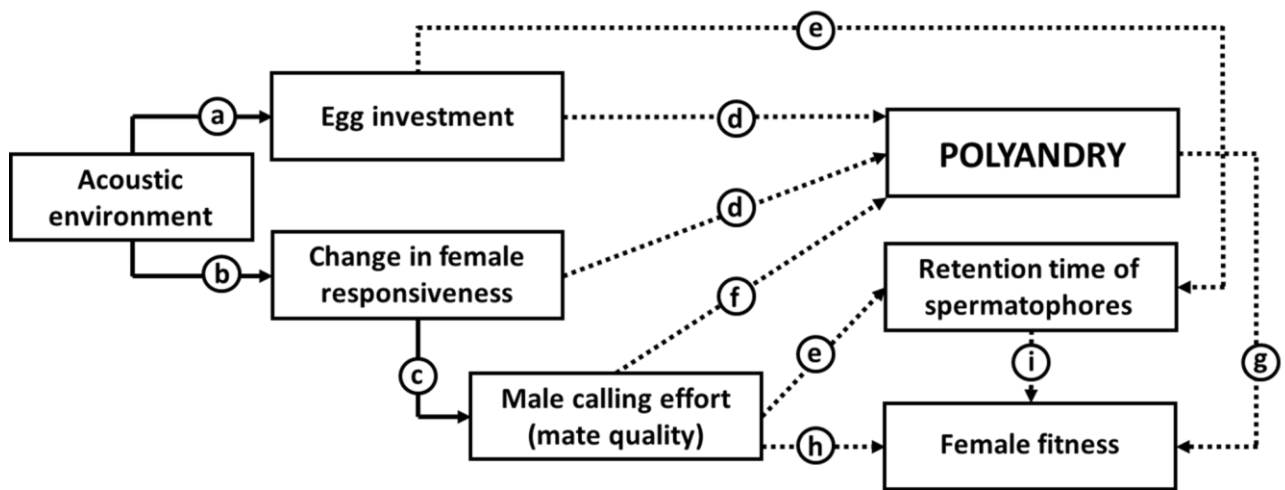 e
a
Egg investment
d
POLYANDRY
Acoustic
environment
d
b
Change in female
responsiveness
f
Retention time of
spermatophores
e
i
g
c
Male calling effort
(mate quality)
h
Female fitness